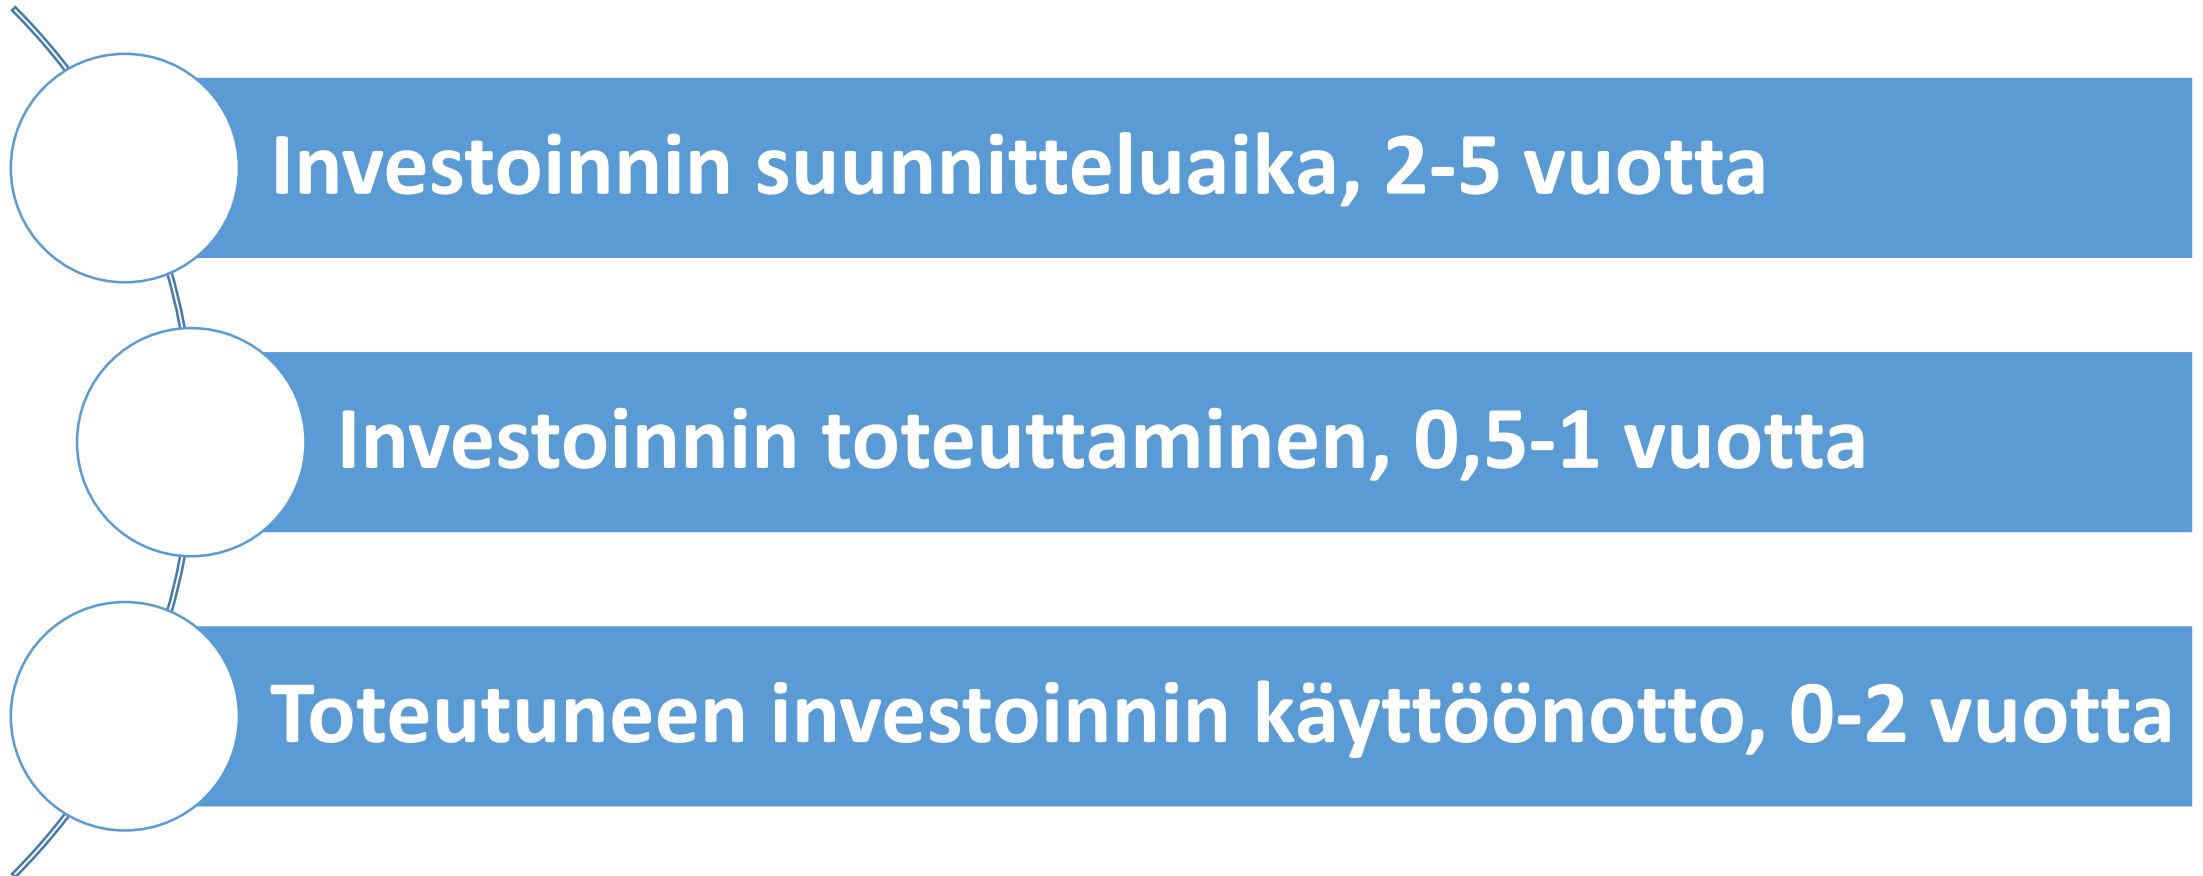 Investoinnin suunnitteluaika, 2-5 vuotta
Investoinnin toteuttaminen, 0,5-1 vuotta
Toteutuneen investoinnin käyttöönotto, 0-2 vuotta